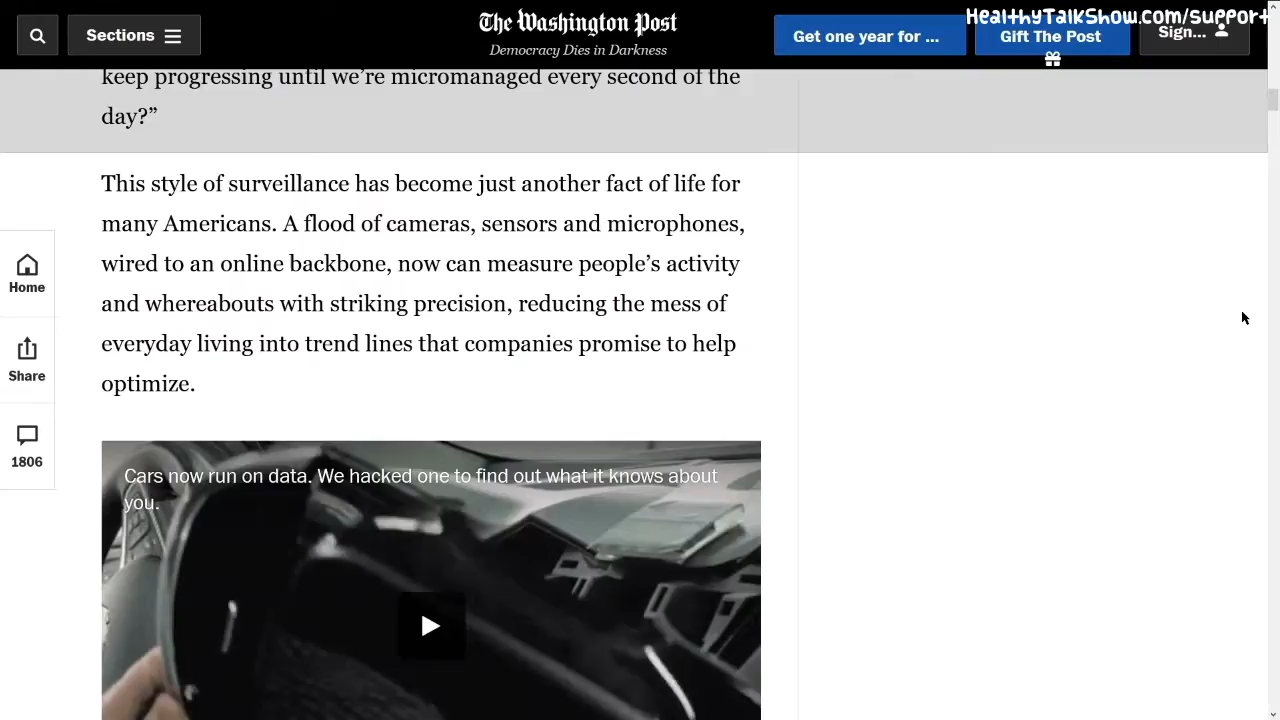 HealthyTalkShow.com/support
Sections
The Washington Post
Democracy Dies in Darkness
Get one year for ...
Gift The Post
Sign...
keep progressing until we’re micromanaged every second of the
day?”
This style of surveillance has become just another fact of life for
many Americans. A flood of cameras, sensors and microphones,
wired to an online backbone, now can measure people’s activity
and whereabouts with striking precision, reducing the mess of
everyday living into trend lines that companies promise to help
optimize.
Home
Share
1806
Cars now run on data. We hacked one to find out what it knows about
you.